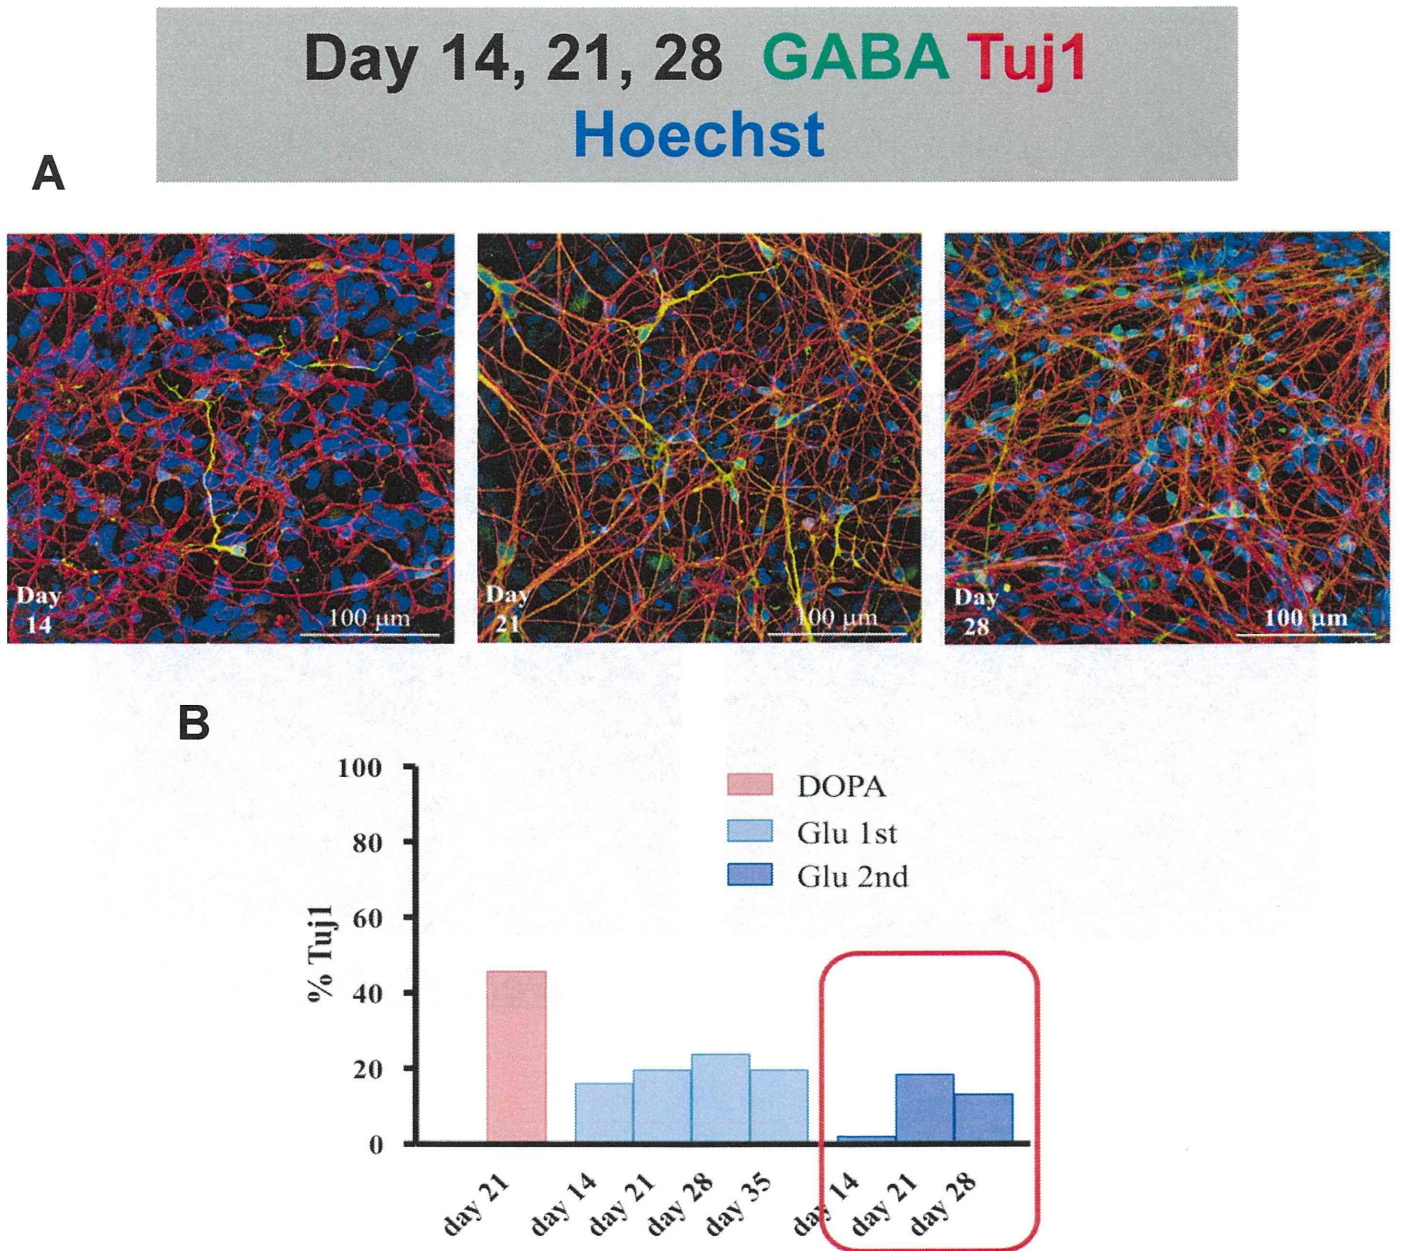 Day 14, 21, 28 GABA Tuj1
Hoechst
A
Day
14
100 μm
Day
21
100 μm
Day
28
100 μm
B
100
80
60
40
20
0
% Tuj1
DOPA
Glu 1st
Glu 2nd
day 21
day 14
day 21
day 28
day 35
day 14
day 21
day 28